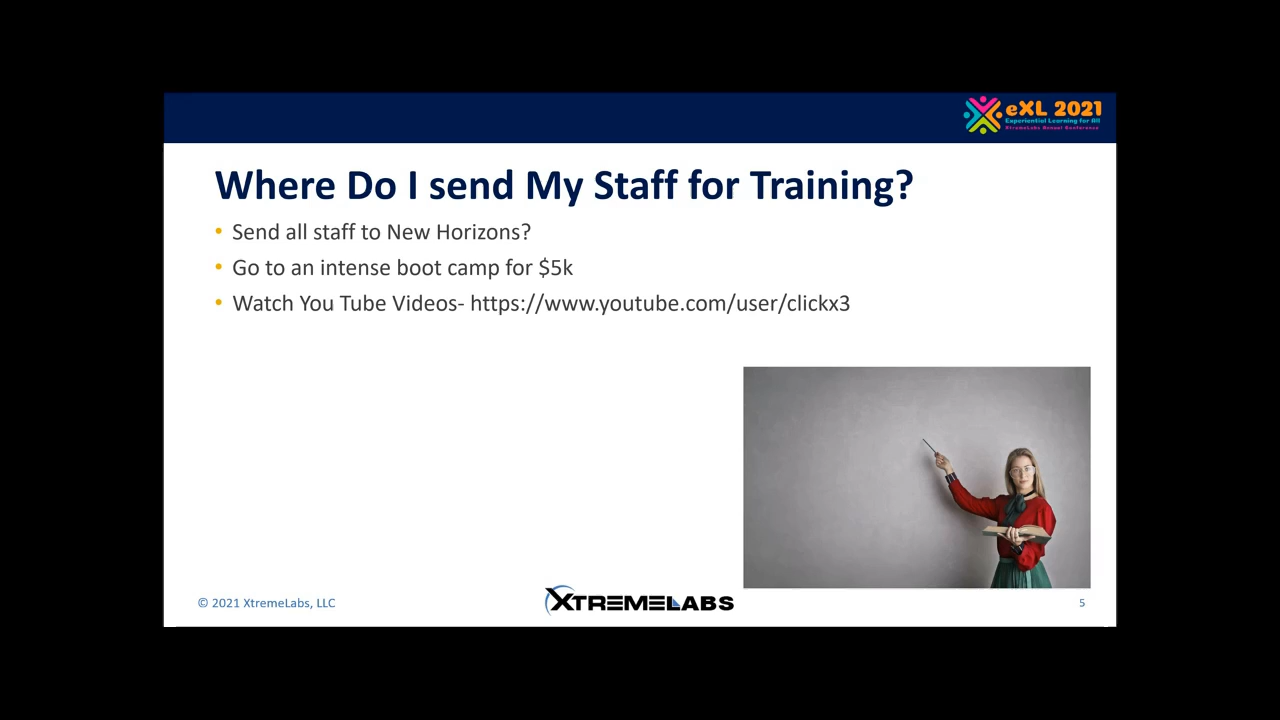 eXL 2021
Experiential Learning for All
XtremeLabs Annual Conference
Where Do I send My Staff for Training?
• Send all staff to New Horizons?
• Go to an intense boot camp for $5k
• Watch You Tube Videos- https://www.youtube.com/user/clickx3
© 2021 XtremeLabs, LLC
XTREMELABS
5